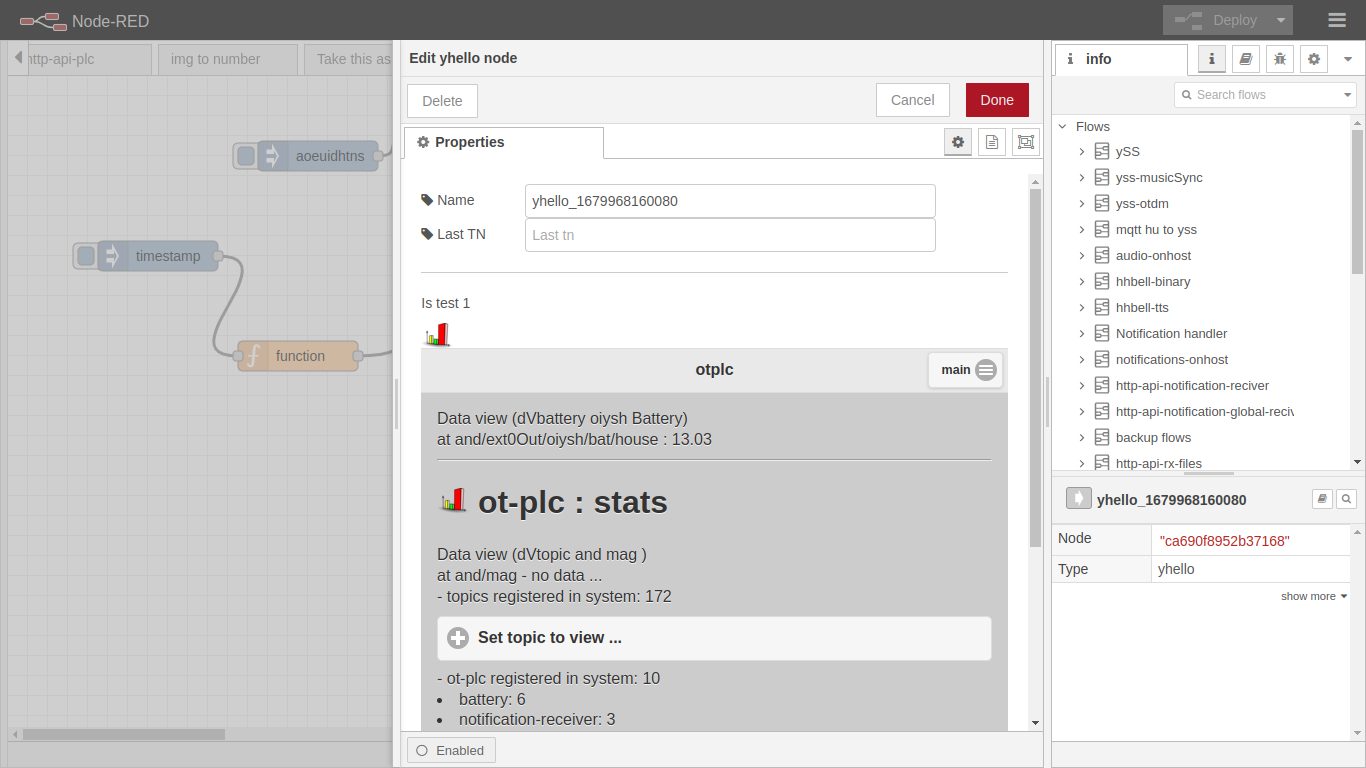 Node-RED
Deploy
http-api-plc
img to number
Take this as
aoeuidhtns
timestamp
function
Edit yhello node
Delete
Cancel
Done
Properties
Name
yhello_1679968160080
Last TN
Last tn
Is test 1
otplc
main
Data view (dVbattery oiysh Battery)
at and/ext0Out/oiysh/bat/house : 13.03
ot-plc : stats
Data view (dVtopic and mag )
at and/mag - no data ...
- topics registered in system: 172
Set topic to view ...
- ot-plc registered in system: 10
• battery: 6
• notification-receiver: 3
Enabled
info
Search flows
Flows
ySS
yss-musicSync
yss-otdm
mqtt hu to yss
audio-onhost
hhbell-binary
hhbell-tts
Notification handler
notifications-onhost
http-api-notification-reciver
http-api-notification-global-reciv
backup flows
http-api-rx-files
yhello_1679968160080
Node
"ca690f8952b37168"
Type
yhello
show more